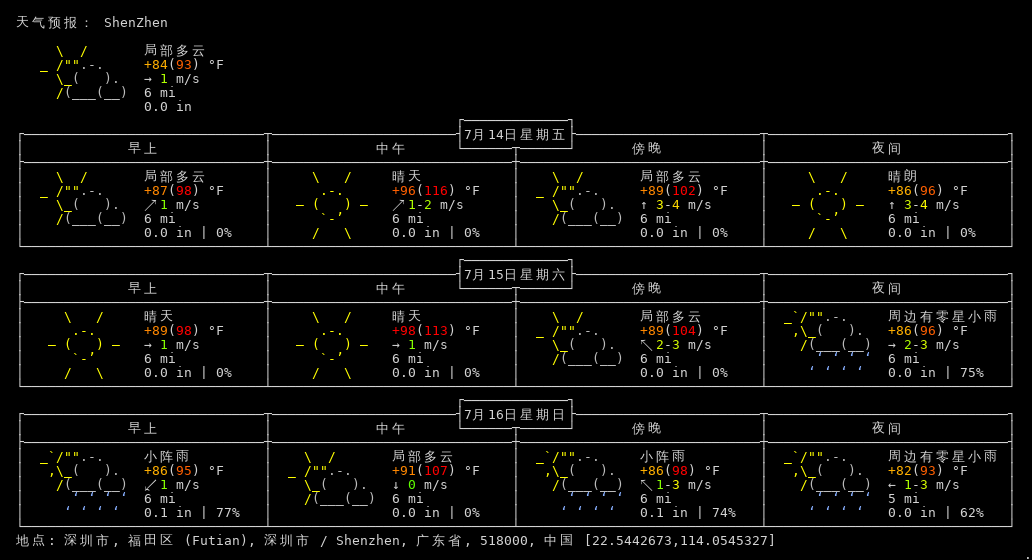 天气预报： ShenZhen
局部多云
+84(93) °F
→ 1 m/s
6 mi
0.0 in
7月14日星期五
早上 中午 傍晚 夜间
局部多云 晴天 局部多云 晴朗
+87(98) °F +96(116) °F +89(102) °F +86(96) °F
↗ 1 m/s ↗ 1-2 m/s ↑ 3-4 m/s ↑ 3-4 m/s
6 mi 6 mi 6 mi 6 mi
0.0 in | 0% 0.0 in | 0% 0.0 in | 0% 0.0 in | 0%
7月15日星期六
早上 中午 傍晚 夜间
晴天 晴天 局部多云 周边有零星小雨
+89(98) °F +98(113) °F +89(104) °F +86(96) °F
→ 1 m/s → 1 m/s ↖ 2-3 m/s → 2-3 m/s
6 mi 6 mi 6 mi 6 mi
0.0 in | 0% 0.0 in | 0% 0.0 in | 0% 0.0 in | 75%
7月16日星期日
早上 中午 傍晚 夜间
小阵雨 局部多云 小阵雨 周边有零星小雨
+86(95) °F +91(107) °F +86(98) °F +82(93) °F
↙ 1 m/s ↓ 0 m/s ↖ 1-3 m/s ← 1-3 m/s
6 mi 6 mi 6 mi 5 mi
0.1 in | 77% 0.0 in | 0% 0.1 in | 74% 0.0 in | 62%
地点: 深圳市, 福田区 (Futian), 深圳市 / Shenzhen, 广东省, 518000, 中国 [22.5442673,114.0545327]